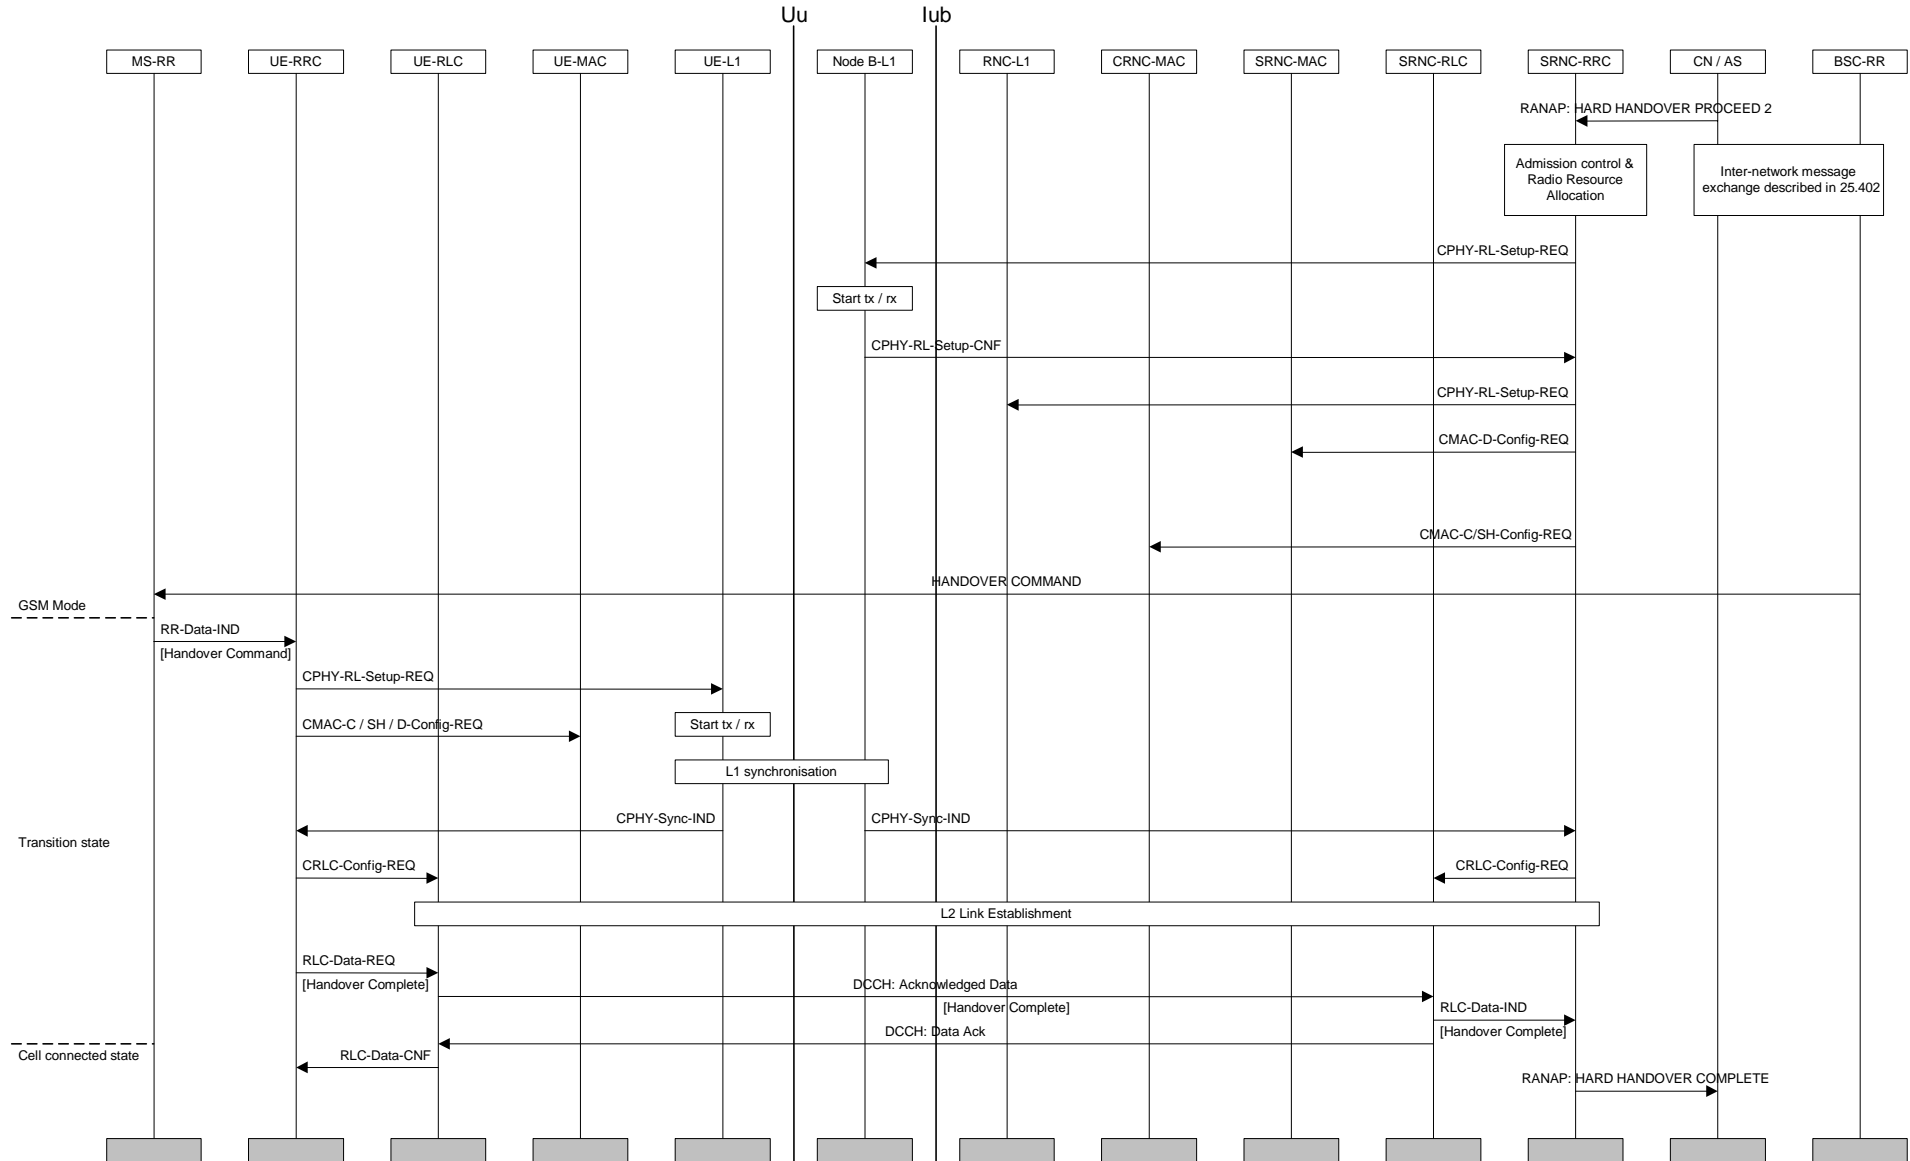 Uu
Iub
MS-RR
UE-RRC
UE-RLC
UE-MAC
UE-L1
Node B-L1
RNC-L1
CRNC-MAC
SRNC-MAC
SRNC-RLC
SRNC-RRC
CN / AS
BSC-RR
RANAP: HARD HANDOVER PROCEED 2
Admission control &
Radio Resource
Allocation
Inter-network message
exchange described in 25.402
CPHY-RL-Setup-REQ
Start tx / rx
CPHY-RL-Setup-CNF
CPHY-RL-Setup-REQ
CMAC-D-Config-REQ
CMAC-C/SH-Config-REQ
HANDOVER COMMAND
GSM Mode
RR-Data-IND
[Handover Command]
CPHY-RL-Setup-REQ
CMAC-C / SH / D-Config-REQ
Start tx / rx
L1 synchronisation
CPHY-Sync-IND
CPHY-Sync-IND
Transition state
CRLC-Config-REQ
CRLC-Config-REQ
L2 Link Establishment
RLC-Data-REQ
[Handover Complete]
DCCH: Acknowledged Data
[Handover Complete]
RLC-Data-IND
[Handover Complete]
DCCH: Data Ack
Cell connected state
RLC-Data-CNF
RANAP: HARD HANDOVER COMPLETE